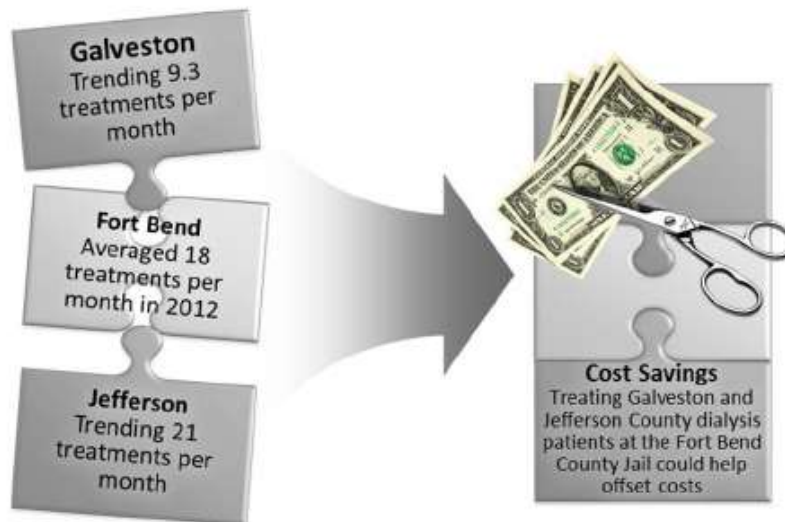 Galveston
Trending 9.3
treatments per
month
Fort Bend
Averaged 18
treatments per
month in 2012
Jefferson
Trending 21
treatments per
month
Cost Savings
Treating Galveston and
Jefferson County dialysis
patients at the Fort Bend
County Jail could help
offset costs